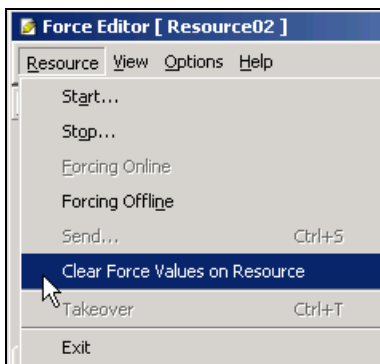 Force Editor [ Resource02 ]
Resource View Options Help
Start...
Stop...
Forcing Online
Forcing Offline
Send... Ctrl+S
Clear Force Values on Resource
Takeover Ctrl+T
Exit